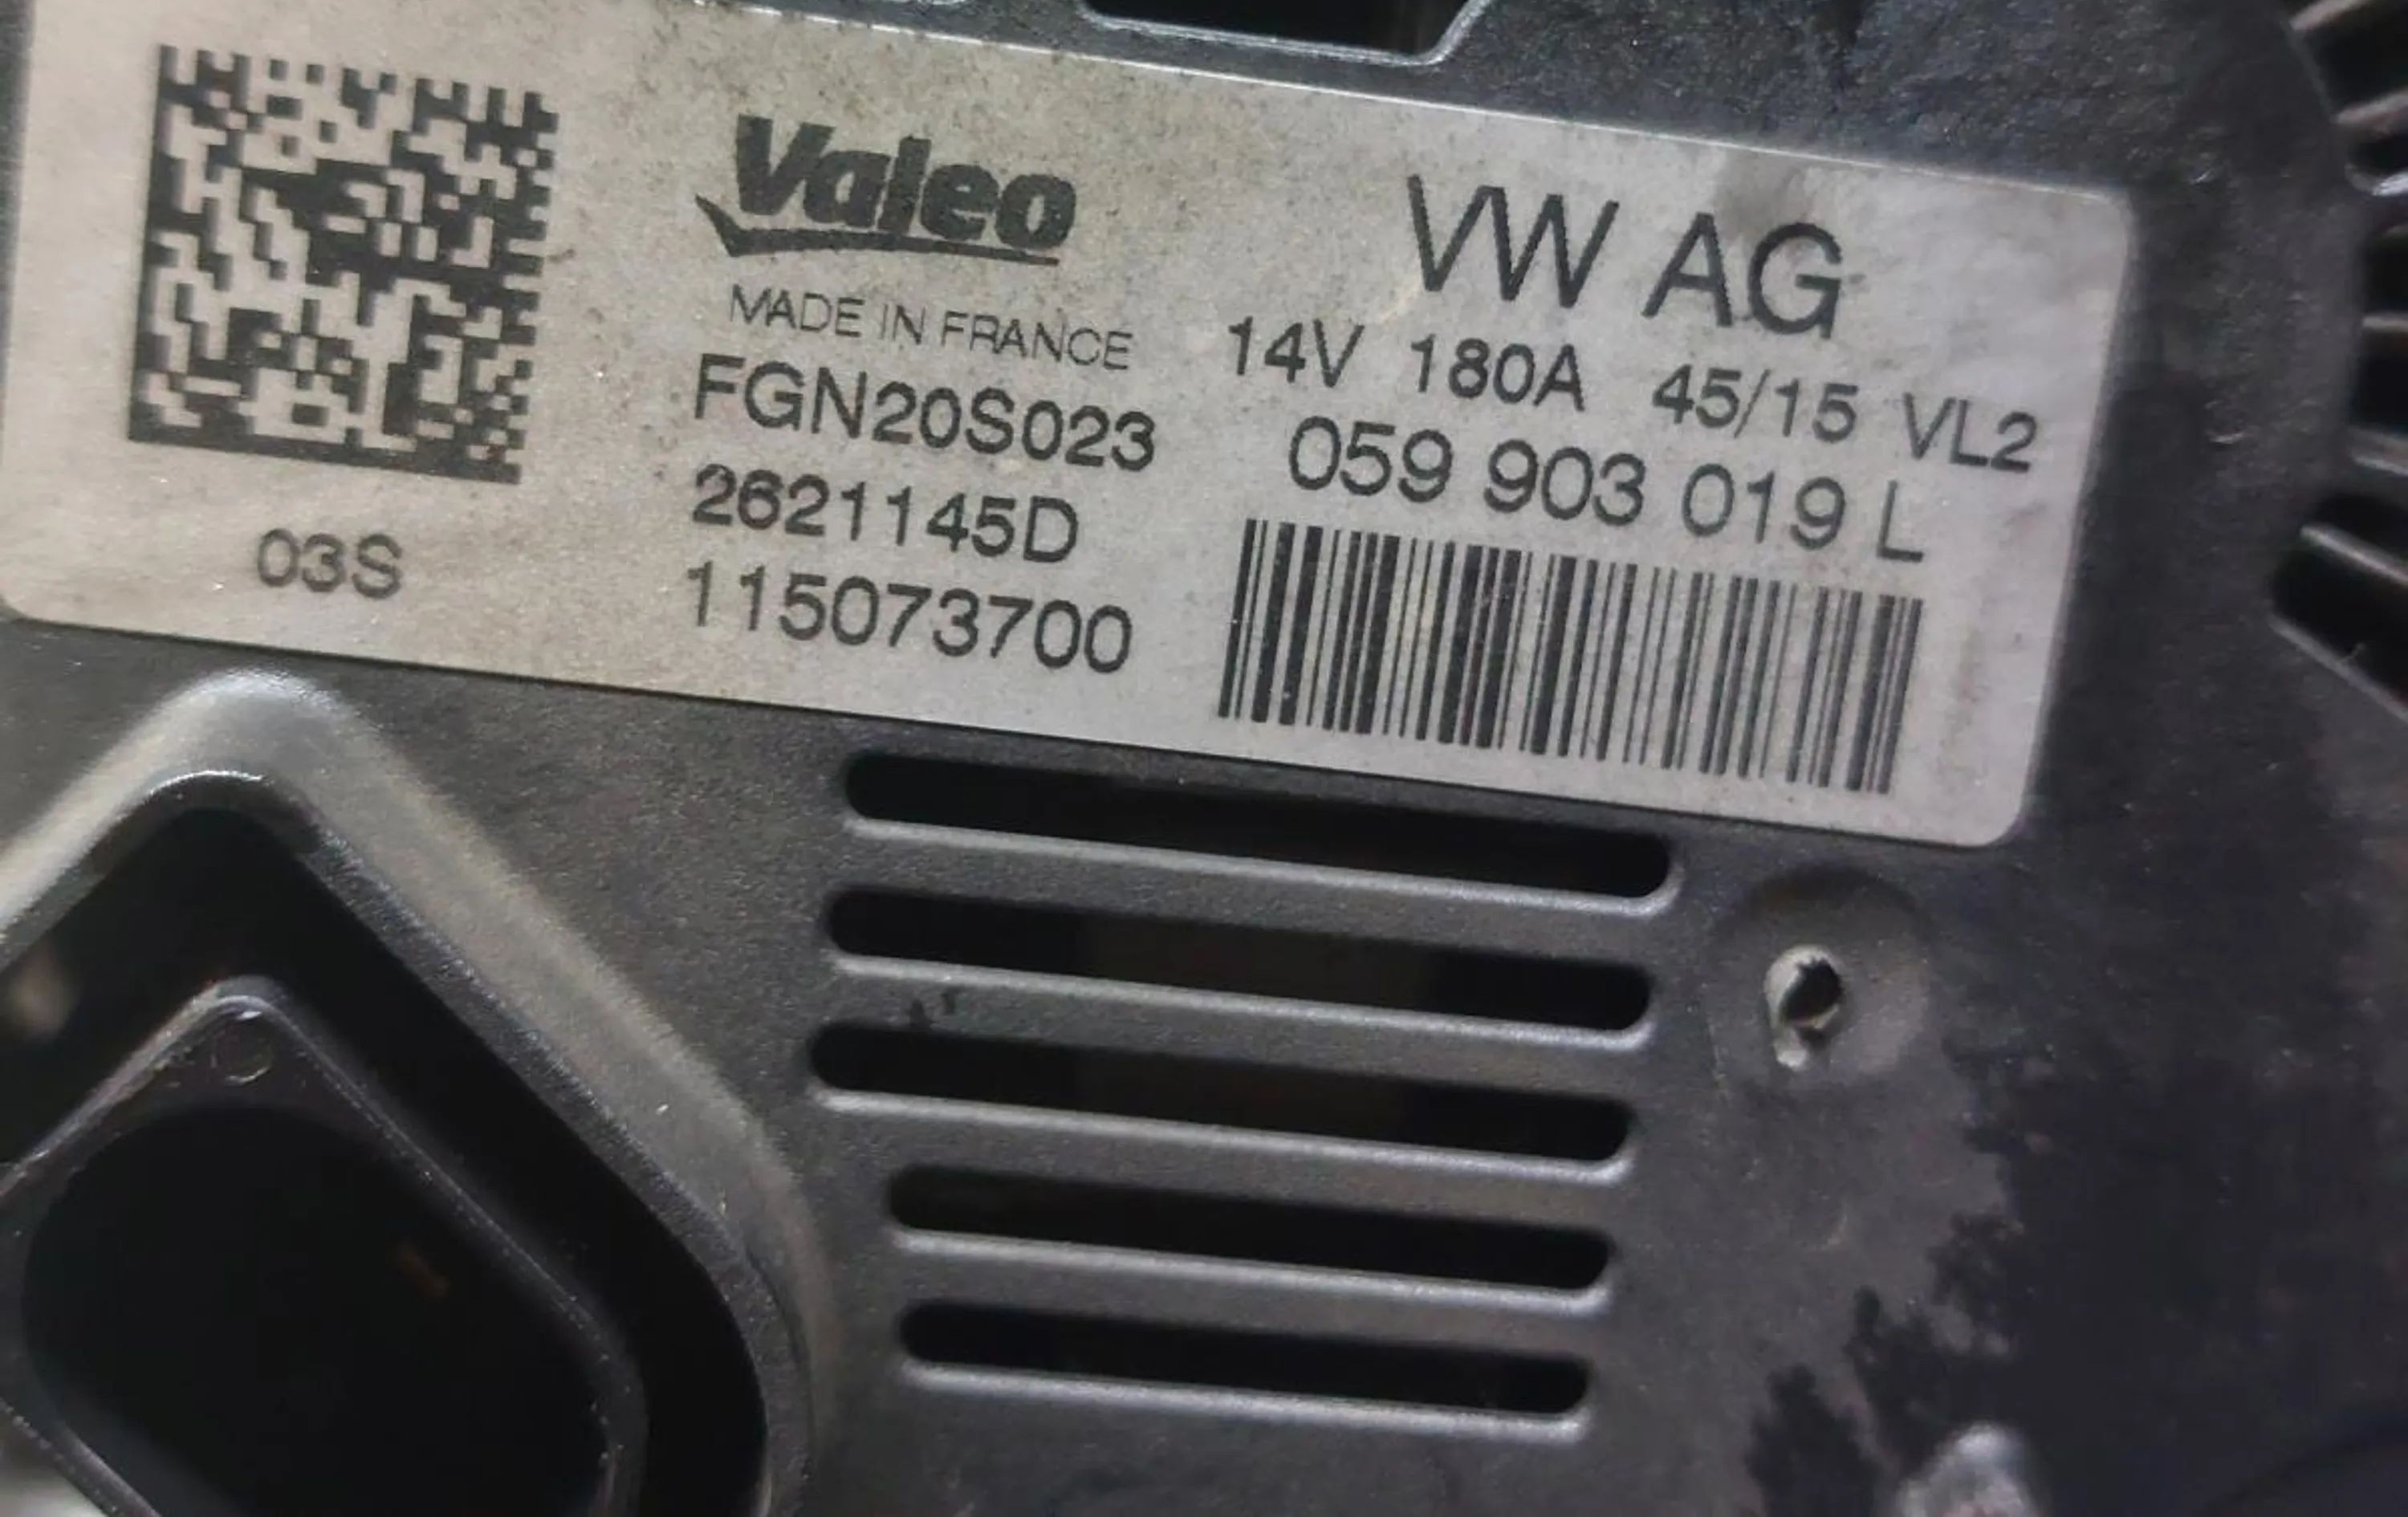 Valeo
MADE IN FRANCE
FGN20S023
2621145D
115073700
03S
VW AG
14V 180A 45/15 VL2
059 903 019 L